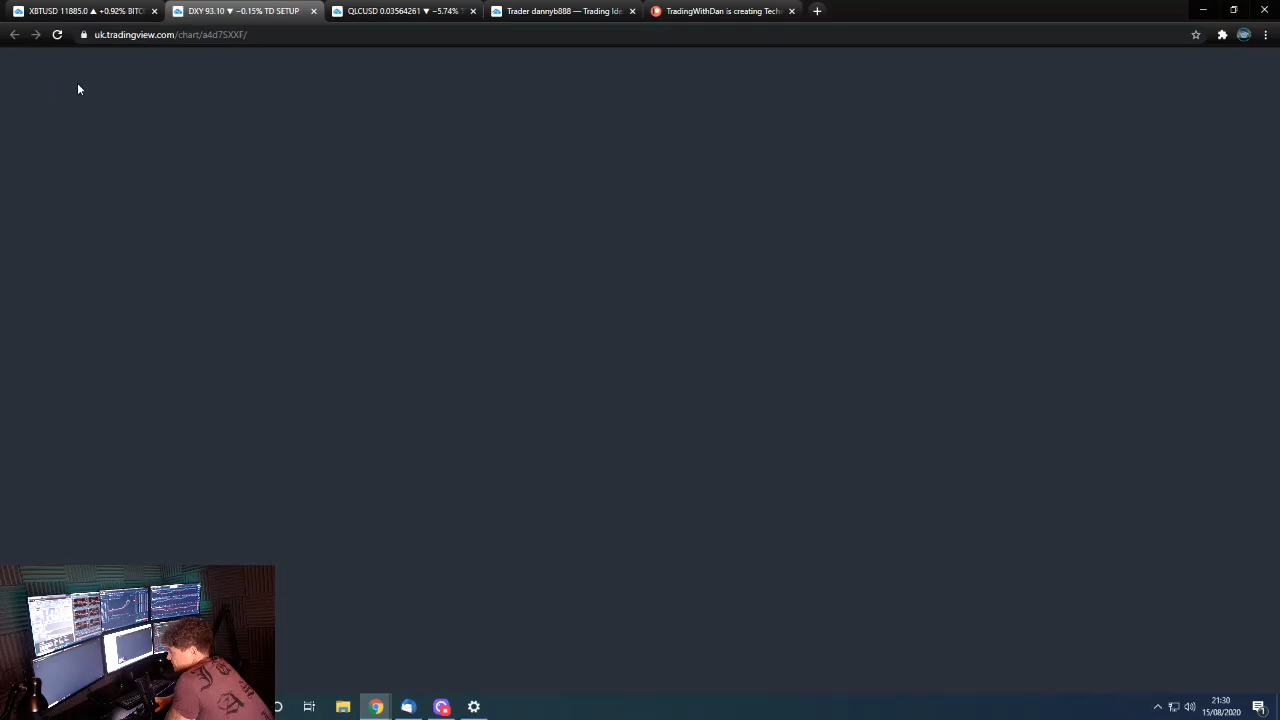 XBTUSD 11885.0 ▲ +0.92% BITC
DXY 93.10 ▼ −0.15% TD SETUP
QLCUSD 0.03564261 ▼ −5.74%
Trader dannyb888 — Trading Ide
TradingWithDan is creating Tech
uk.tradingview.com/chart/a4d7SXXF/
21:30
15/08/2020